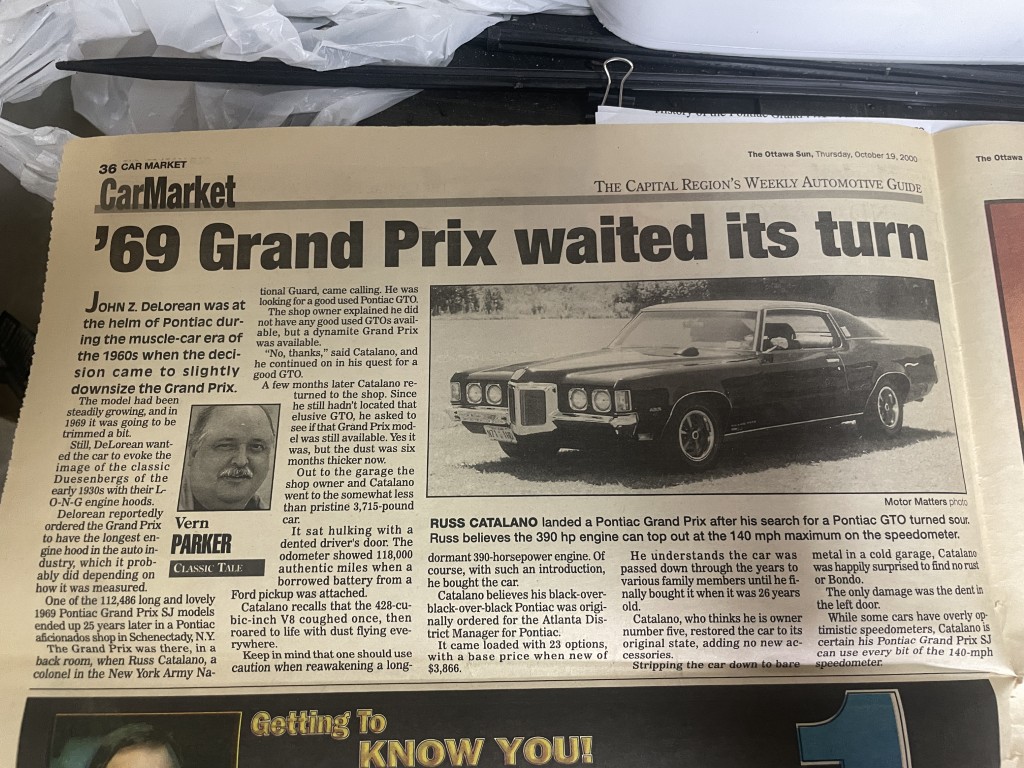 History of the Pontiac Grand
36 CAR MARKET
The Ottawa Sun, Thursday, October 19, 2000
The Ottawa
CarMarket
THE CAPITAL REGION'S WEEKLY AUTOMOTIVE GUIDE
'69 Grand Prix waited its turn
JOHN Z. DeLorean was at
the helm of Pontiac dur-
ing the muscle-car era of
the 1960s when the deci-
sion came to slightly
downsize the Grand Prix.
The model had been
steadily growing, and in
1969 it was going to be
trimmed a bit.
Still, DeLorean want-
ed the car to evoke the
image of the classic
Duesenbergs of the
early 1930s with their L-
O-N-G engine hoods.
Delorean reportedly
ordered the Grand Prix
to have the longest en-
gine hood in the auto in-
dustry, which it prob-
ably did depending on
how it was measured.
One of the 112,486 long and lovely
1969 Pontiac Grand Prix SJ models
ended up 25 years later in a Pontiac
aficionados shop in Schenectady, N.Y.
The Grand Prix was there, in a
back room, when Russ Catalano, a
colonel in the New York Army Na-
Vern
PARKER
CLASSIC TALE
tional Guard, came calling. He was
looking for a good used Pontiac GTO.
The shop owner explained he did
not have any good used GTOs avail-
able, but a dynamite Grand Prix
was available.
"No, thanks," said Catalano, and
he continued on in his quest for a
good GTO.
A few months later Catalano re-
turned to the shop. Since
he still hadn't located that
elusive GTO, he asked to
see if that Grand Prix mod-
el was still available. Yes it
was, but the dust was six
months thicker now.
Out to the garage the
shop owner and Catalano
went to the somewhat less
than pristine 3,715-pound
car.
It sat hulking with a
dented driver's door. The
odometer showed 118,000
authentic miles when a
borrowed battery from a
Ford pickup was attached.
Catalano recalls that the 428-cu-
bic-inch V8 coughed once, then
roared to life with dust flying eve-
rywhere.
Keep in mind that one should use
caution when reawakening a long-
Motor Matters photo
RUSS CATALANO landed a Pontiac Grand Prix after his search for a Pontiac GTO turned sour.
Russ believes the 390 hp engine can top out at the 140 mph maximum on the speedometer.
dormant 390-horsepower engine. Of
course, with such an introduction,
he bought the car.
Catalano believes his black-over-
black-over-black Pontiac was origi-
nally ordered for the Atlanta Dis-
trict Manager for Pontiac.
It came loaded with 23 options,
with a base price when new of
$3,866.
He understands the car was
passed down through the years to
various family members until he fi-
nally bought it when it was 26 years
old.
Catalano, who thinks he is owner
number five, restored the car to its
original state, adding no new ac-
cessories.
Stripping the car down to bare
metal in a cold garage, Catalano
was happily surprised to find no rust
or Bondo.
The only damage was the dent in
the left door.
While some cars have overly op-
timistic speedometers, Catalano is
certain his Pontiac Grand Prix SJ
can use every bit of the 140-mph
speedometer.
Getting To
KNOW YOU!
1